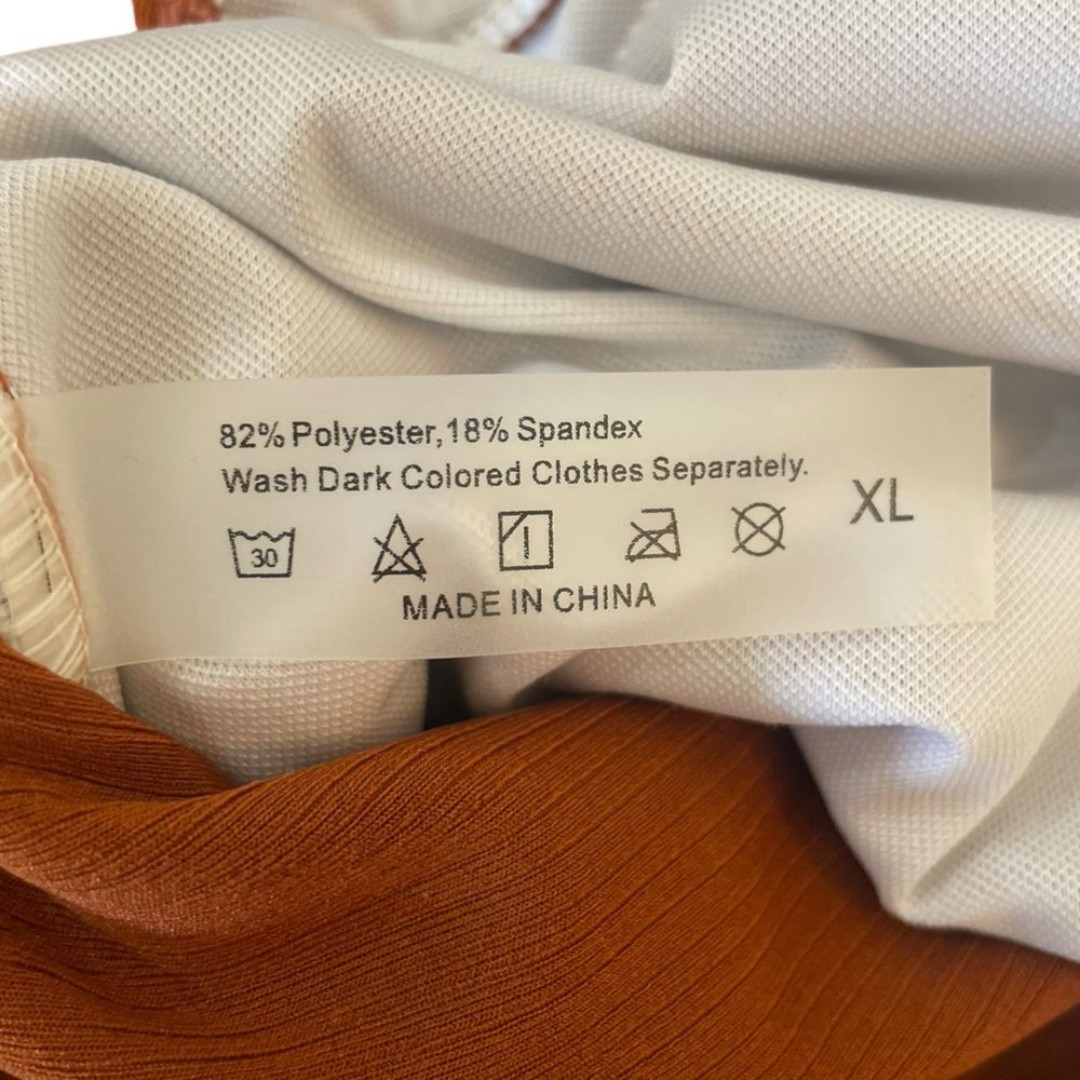 82% Polyester,18% Spandex
Wash Dark Colored Clothes Separately.
30
XL
MADE IN CHINA